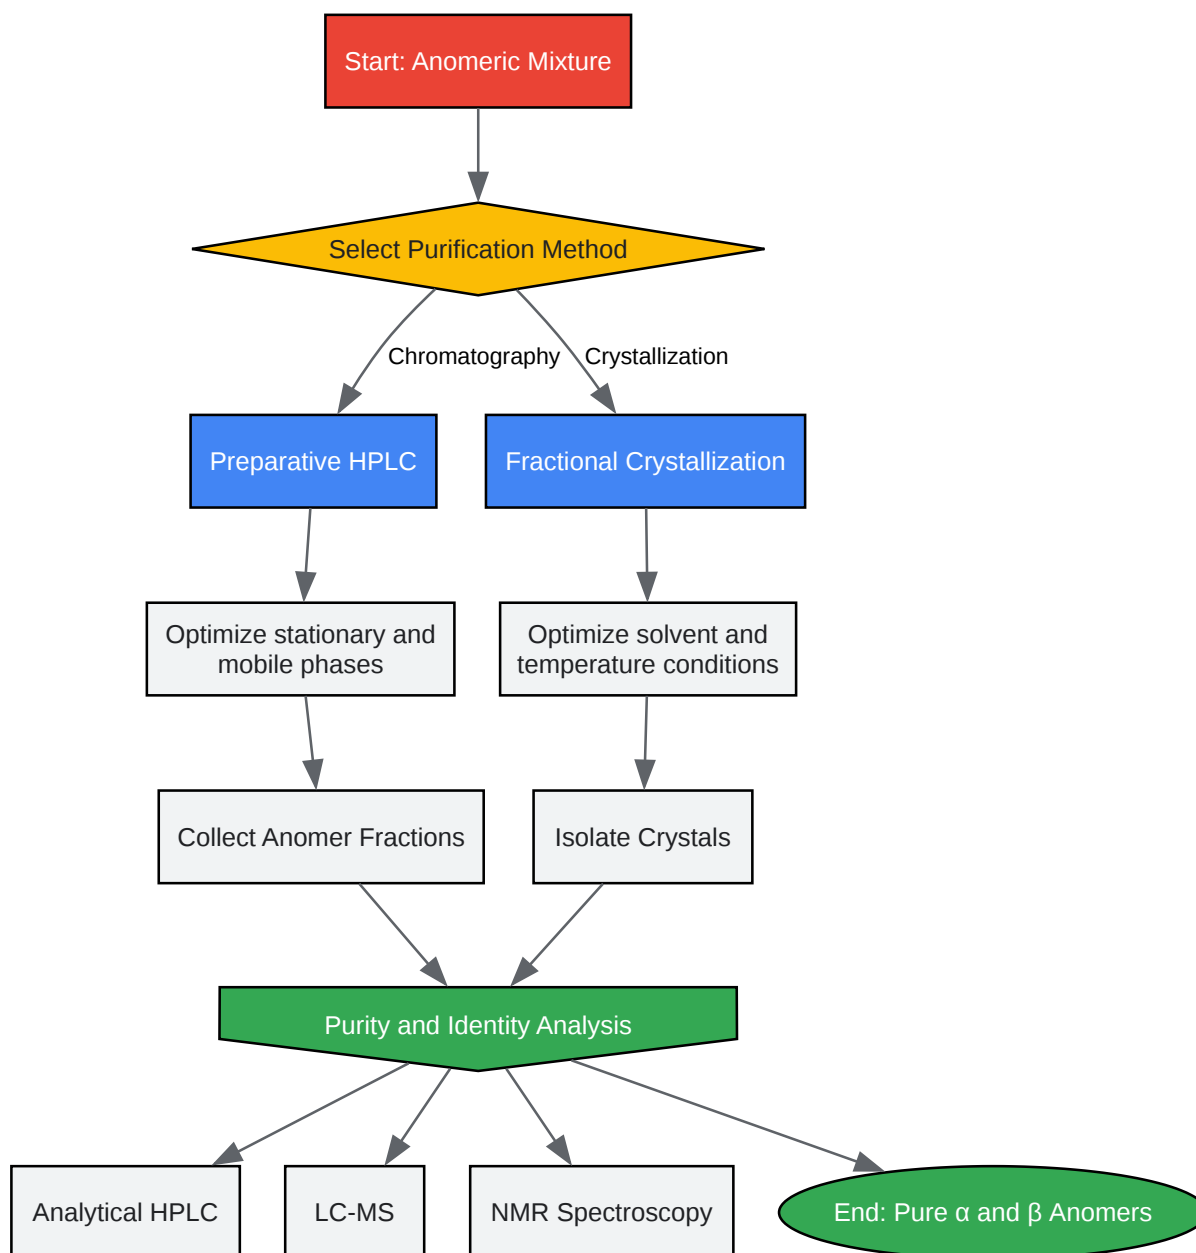 Start: Anomeric Mixture
Select Purification Method
Chromatography
Crystallization
Preparative HPLC
Fractional Crystallization
Optimize stationary and
mobile phases
Optimize solvent and
temperature conditions
Collect Anomer Fractions
Isolate Crystals
Purity and Identity Analysis
Analytical HPLC
LC-MS
NMR Spectroscopy
End: Pure α and β Anomers